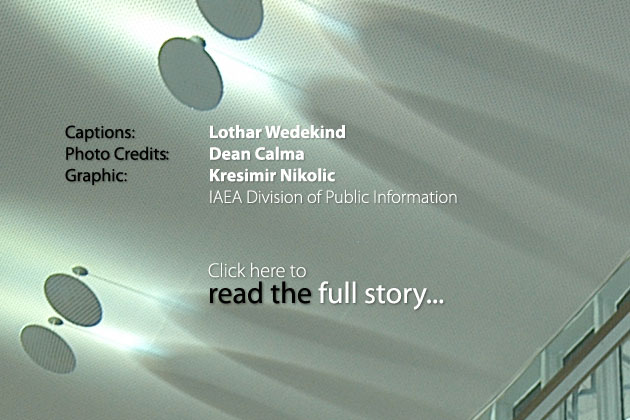 Captions: Lothar Wedekind
Photo Credits: Dean Calma
Graphic: Kresimir Nikolic
IAEA Division of Public Information
Click here to
read the full story...